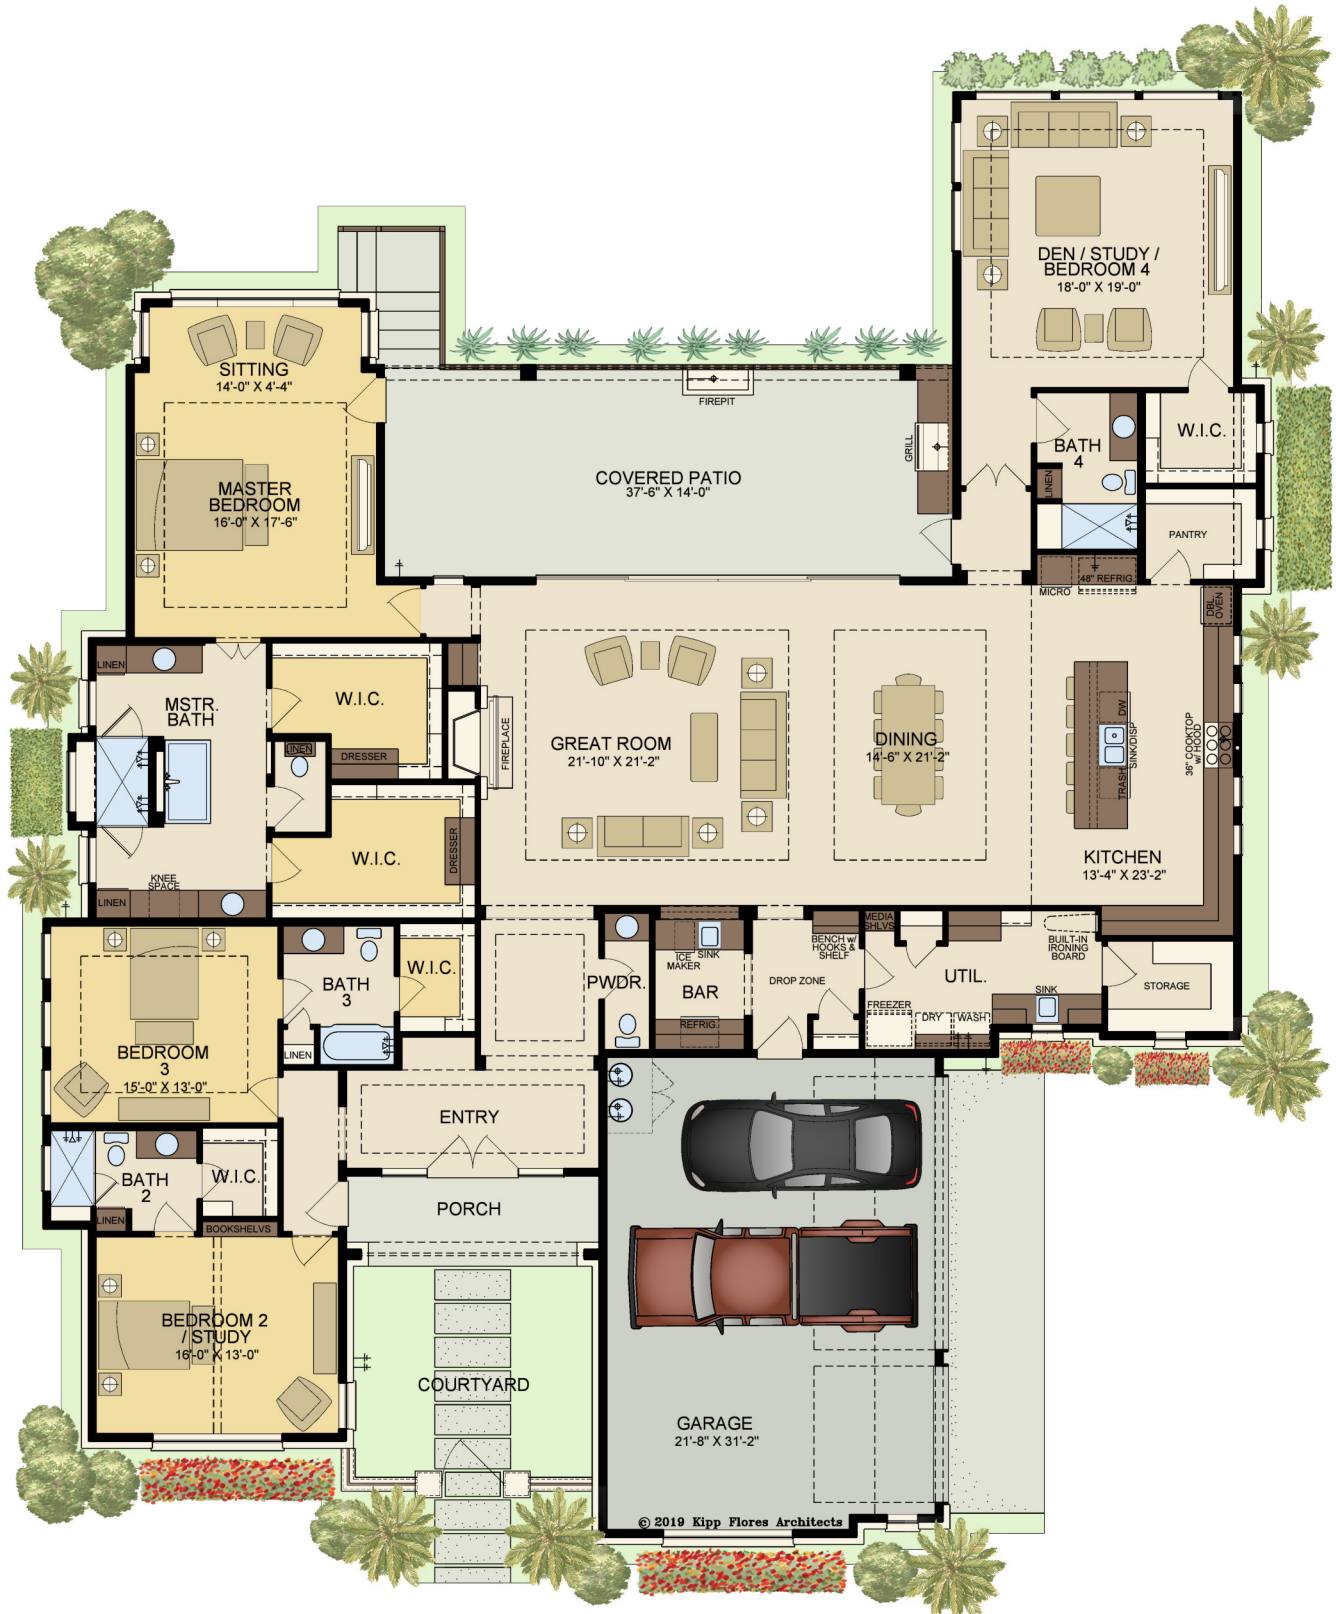 DEN / STUDY /
BEDROOM 4
18'-0" X 19'-0"
SITTING
14'-0" X 4'-4"
FIREPIT
GRILL
COVERED PATIO
37'-6" X 14'-0"
BATH
4
LINEN
W.I.C.
MASTER
BEDROOM
16'-0" X 17'-6"
PANTRY
MICRO
48" REFRIG.
DBL
OVEN
LINEN
MSTR.
BATH
W.I.C.
DRESSER
LINEN
FIREPLACE
GREAT ROOM
21'-10" X 21'-2"
DINING
14'-6" X 21'-2"
DW
SINK/DISP
TRASH
36" COOKTOP
w/ HOOD
KITCHEN
13'-4" X 23'-2"
W.I.C.
DRESSER
KNEE
SPACE
LINEN
BEDROOM
3
15'-0" X 13'-0"
BATH
3
LINEN
W.I.C.
PWDR.
ICE
MAKER
SINK
BAR
REFRIG.
BENCH w/
HOOKS &
SHELF
DROP ZONE
MEDIA
SHLVS
UTIL.
BUILT-IN
IRONING
BOARD
SINK
FREEZER
DRY
WASH
STORAGE
ENTRY
BATH
2
LINEN
W.I.C.
BOOKSHELVS
PORCH
BEDROOM 2
/ STUDY
16'-0" X 13'-0"
COURTYARD
GARAGE
21'-8" X 31'-2"
© 2019 Kipp Flores Architects